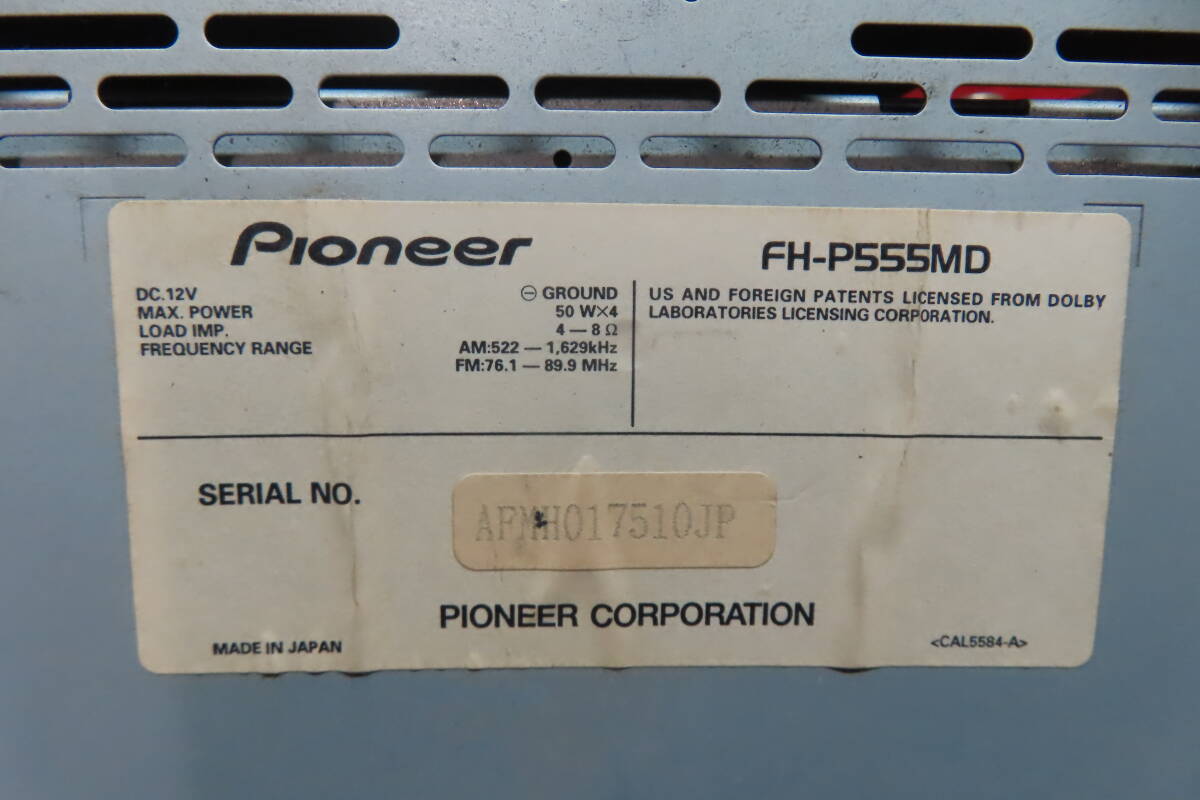 Pioneer
FH-P555MD
DC.12V ⊖ GROUND
MAX. POWER 50 W×4
LOAD IMP. 4 — 8 Ω
FREQUENCY RANGE AM:522 — 1,629kHz
FM:76.1 — 89.9 MHz
US AND FOREIGN PATENTS LICENSED FROM DOLBY
LABORATORIES LICENSING CORPORATION.
SERIAL NO.
AFMH017510JP
PIONEER CORPORATION
MADE IN JAPAN
<CAL5584-A>